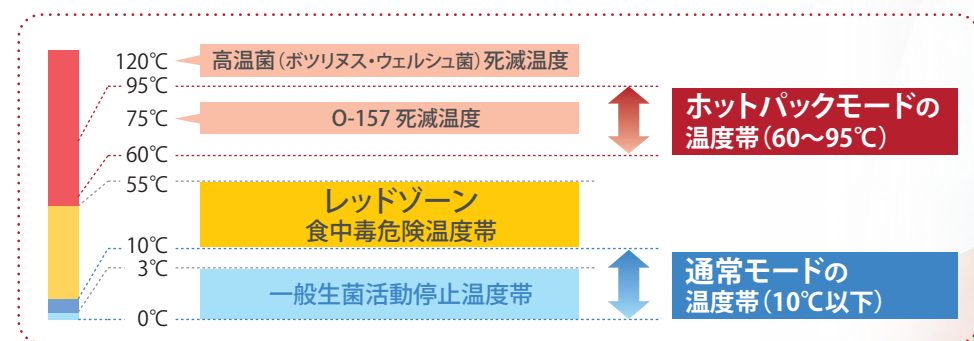 120℃
高温菌（ボツリヌス・ウェルシュ菌）死滅温度
95℃
75℃
O-157 死滅温度
60℃
ホットパックモードの
温度帯（60〜95℃）
55℃
レッドゾーン
食中毒危険温度帯
10℃
3℃
一般生菌活動停止温度帯
0℃
通常モードの
温度帯（10℃以下）